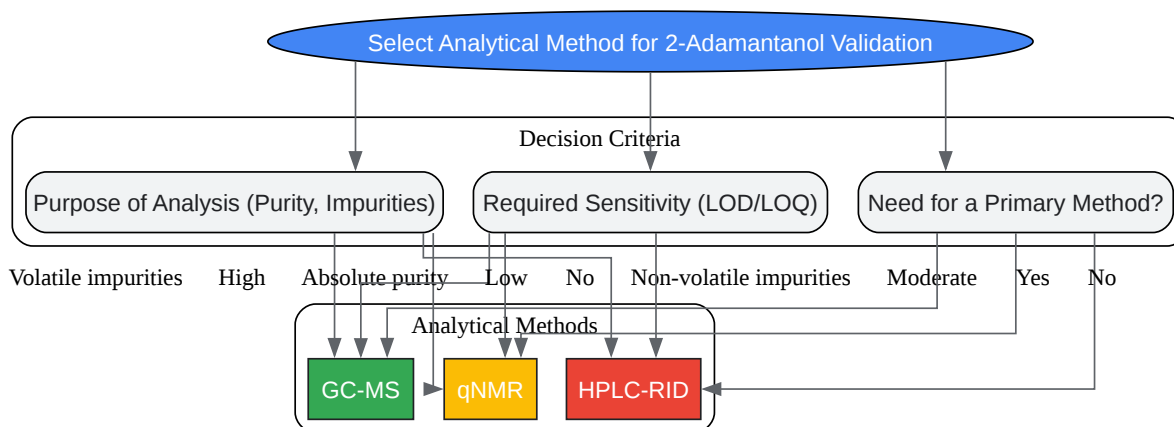 Select Analytical Method for 2-Adamantanol Validation
Decision Criteria
Purpose of Analysis (Purity, Impurities)
Required Sensitivity (LOD/LOQ)
Need for a Primary Method?
Volatile impurities
High
Absolute purity
Low
No
Non-volatile impurities
Moderate
Yes
No
Analytical Methods
GC-MS
qNMR
HPLC-RID